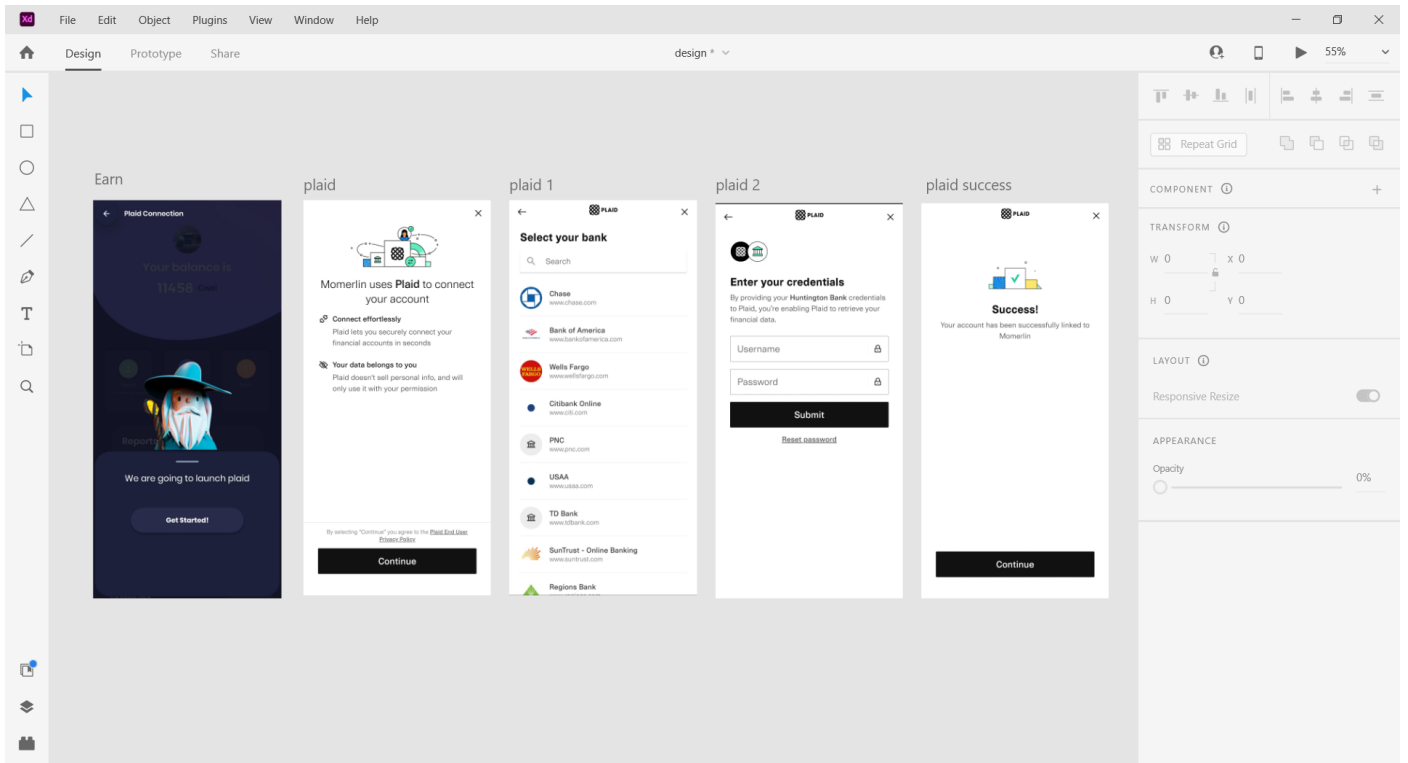 Xd File Edit Object Plugins View Window Help
Design Prototype Share design * 55%
Repeat Grid
COMPONENT
TRANSFORM
W 0 X 0
H 0 Y 0
LAYOUT
Responsive Resize
APPEARANCE
Opacity
0%
Earn
Plaid Connection
Your balance is
11458
Reports
We are going to launch plaid
Get Started!
plaid
Momerlin uses Plaid to connect
your account
Connect effortlessly
Plaid lets you securely connect your
financial accounts in seconds
Your data belongs to you
Plaid doesn't sell personal info, and will
only use it with your permission
By selecting "Continue" you agree to the Plaid End User
Privacy Policy
Continue
plaid 1
PLAID
Select your bank
Search
Chase
www.chase.com
Bank of America
www.bankofamerica.com
WELLS
FARGO
Wells Fargo
www.wellsfargo.com
Citibank Online
www.citi.com
PNC
www.pnc.com
USAA
www.usaa.com
TD Bank
www.tdbank.com
SunTrust - Online Banking
www.suntrust.com
Regions Bank
plaid 2
PLAID
Enter your credentials
By providing your Huntington Bank credentials
to Plaid, you're enabling Plaid to retrieve your
financial data.
Username
Password
Submit
Reset password
plaid success
PLAID
Success!
Your account has been successfully linked to
Momerlin
Continue